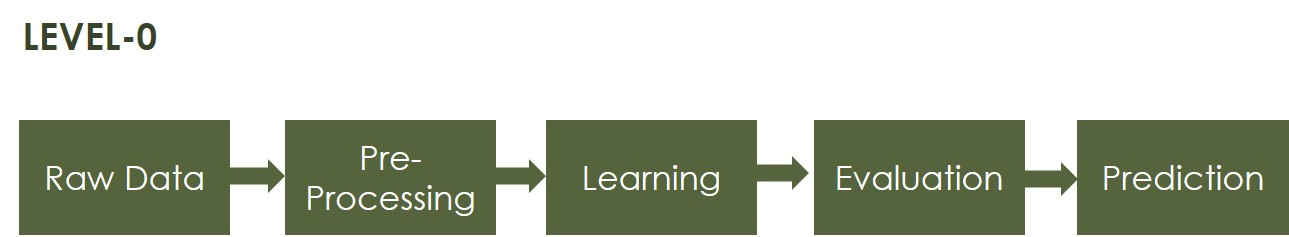 LEVEL-0
Raw Data
Pre-
Processing
Learning
Evaluation
Prediction